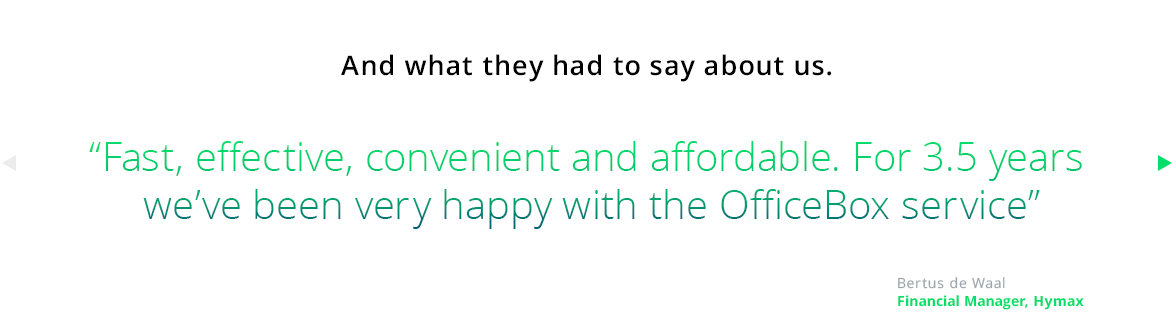 And what they had to say about us.
“Fast, effective, convenient and affordable. For 3.5 years
we’ve been very happy with the OfficeBox service”
Bertus de Waal
Financial Manager, Hymax